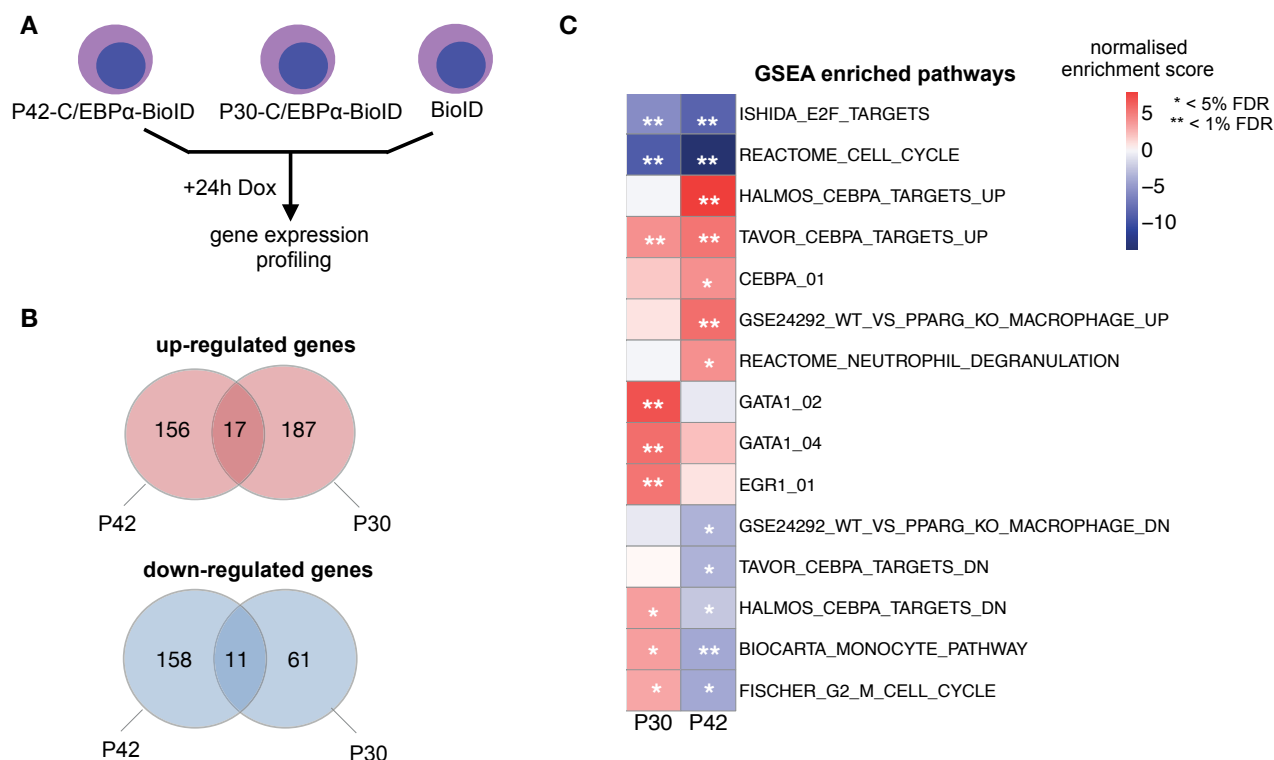 A
P42-C/EBPα-BioID
P30-C/EBPα-BioID
BioID
+24h Dox
gene expression
profiling
B
up-regulated genes
156
17
187
P42
P30
down-regulated genes
158
11
61
P42
P30
C
GSEA enriched pathways
normalised
enrichment score
5
0
−5
−10
* < 5% FDR
** < 1% FDR
** ** ISHIDA_E2F_TARGETS
** ** REACTOME_CELL_CYCLE
** HALMOS_CEBPA_TARGETS_UP
** ** TAVOR_CEBPA_TARGETS_UP
* CEBPA_01
** GSE24292_WT_VS_PPARG_KO_MACROPHAGE_UP
* REACTOME_NEUTROPHIL_DEGRANULATION
** GATA1_02
** GATA1_04
** EGR1_01
* GSE24292_WT_VS_PPARG_KO_MACROPHAGE_DN
* TAVOR_CEBPA_TARGETS_DN
* * HALMOS_CEBPA_TARGETS_DN
* ** BIOCARTA_MONOCYTE_PATHWAY
* * FISCHER_G2_M_CELL_CYCLE
P30 P42